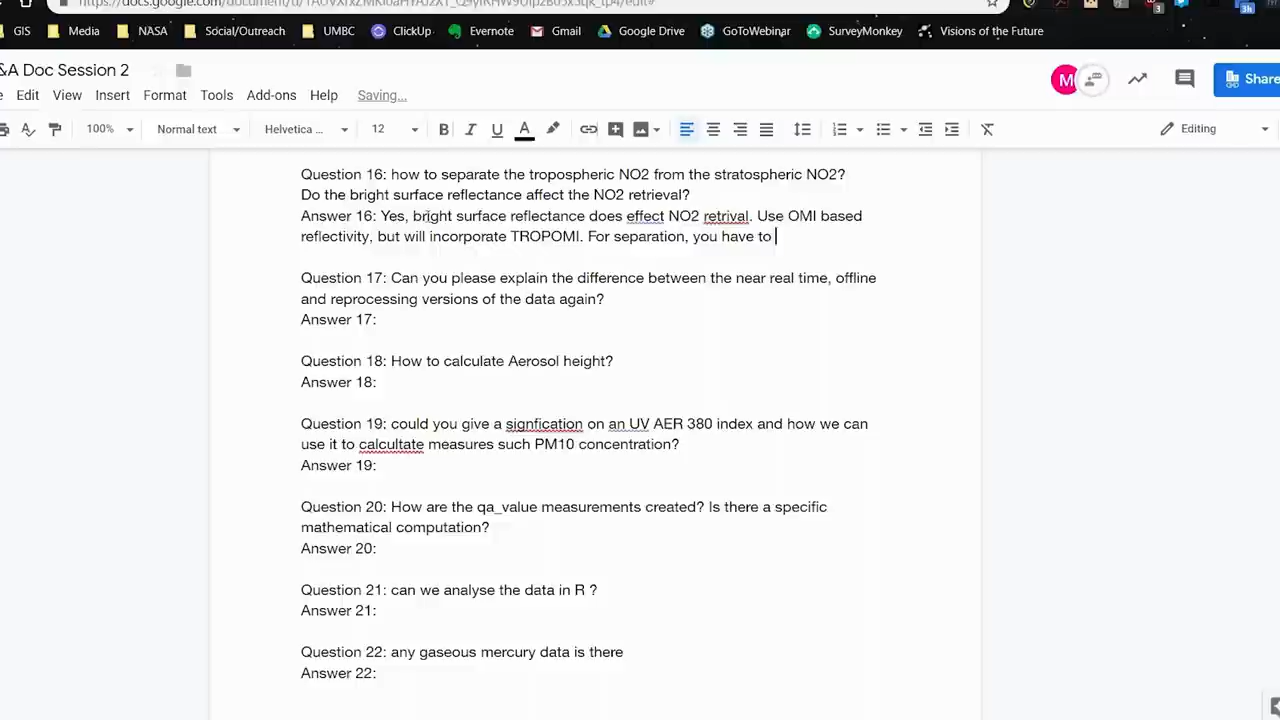 GIS Media NASA Social/Outreach UMBC ClickUp Evernote Gmail Google Drive GoToWebinar SurveyMonkey Visions of the Future
&A Doc Session 2
Edit View Insert Format Tools Add-ons Help Saving...
M
Share
100% Normal text Helvetica ... 12 B I U A Editing
Question 16: how to separate the tropospheric NO2 from the stratospheric NO2?
Do the bright surface reflectance affect the NO2 retrieval?
Answer 16: Yes, bright surface reflectance does effect NO2 retrival. Use OMI based
reflectivity, but will incorporate TROPOMI. For separation, you have to
Question 17: Can you please explain the difference between the near real time, offline
and reprocessing versions of the data again?
Answer 17:
Question 18: How to calculate Aerosol height?
Answer 18:
Question 19: could you give a signfication on an UV AER 380 index and how we can
use it to calcultate measures such PM10 concentration?
Answer 19:
Question 20: How are the qa_value measurements created? Is there a specific
mathematical computation?
Answer 20:
Question 21: can we analyse the data in R ?
Answer 21:
Question 22: any gaseous mercury data is there
Answer 22: